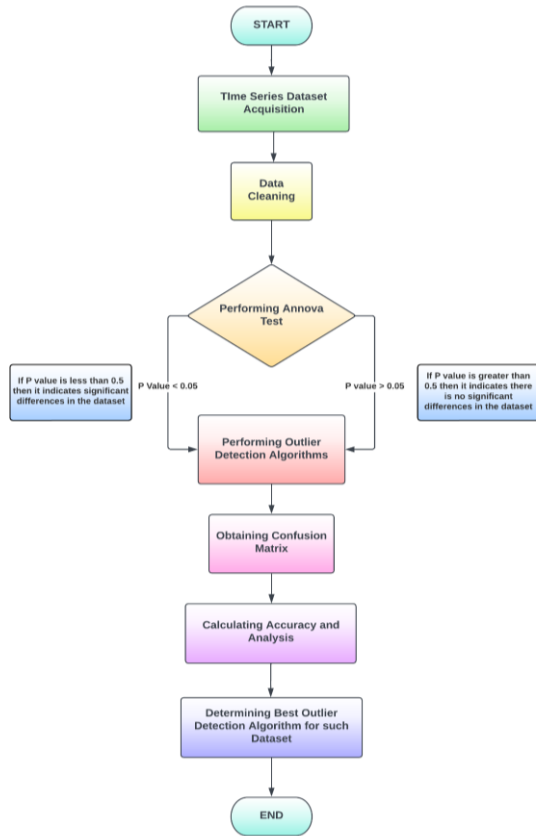 START
TIme Series Dataset
Acquisition
Data
Cleaning
Performing Annova
Test
If P value is less than 0.5
then it indicates significant
differences in the dataset
P Value < 0.05
P value > 0.05
If P value is greater than
0.5 then it indicates there
is no significant
differences in the dataset
Performing Outlier
Detection Algorithms
Obtaining Confusion
Matrix
Calculating Accuracy and
Analysis
Determining Best Outlier
Detection Algorithm for such
Dataset
END